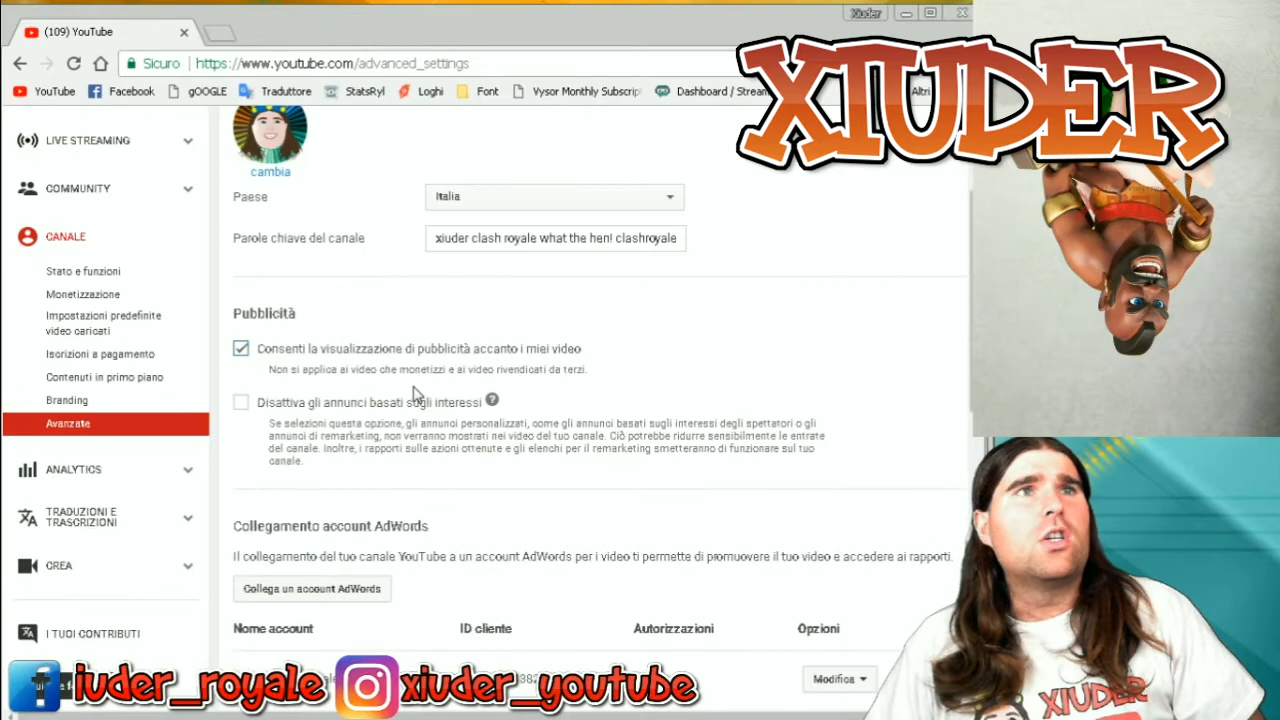 Xiuder
(109) YouTube
Sicuro https://www.youtube.com/advanced_settings
YouTube Facebook gOOGLE Traduttore StatsRyl Loghi Font Vysor Monthly Subscrip Dashboard / Stream Altri
XIUDER
LIVE STREAMING
COMMUNITY
CANALE
Stato e funzioni
Monetizzazione
Impostazioni predefinite
video caricati
Iscrizioni a pagamento
Contenuti in primo piano
Branding
Avanzate
ANALYTICS
TRADUZIONI E
TRASCRIZIONI
CREA
I TUOI CONTRIBUTI
cambia
Paese Italia
Parole chiave del canale xiuder clash royale what the hen! clashroyale
Pubblicità
Consenti la visualizzazione di pubblicità accanto i miei video
Non si applica ai video che monetizzi e ai video rivendicati da terzi.
Disattiva gli annunci basati sugli interessi ?
Se selezioni questa opzione, gli annunci personalizzati, come gli annunci basati sugli interessi degli spettatori o gli
annunci di remarketing, non verranno mostrati nei video del tuo canale. Ciò potrebbe ridurre sensibilmente le entrate
del canale. Inoltre, i rapporti sulle azioni ottenute e gli elenchi per il remarketing smetteranno di funzionare sul tuo
canale.
Collegamento account AdWords
Il collegamento del tuo canale YouTube a un account AdWords per i video ti permette di promuovere il tuo video e accedere ai rapporti.
Collega un account AdWords
Nome account ID cliente Autorizzazioni Opzioni
Modifica
iuder_royale xiuder_youtube
XIUDER